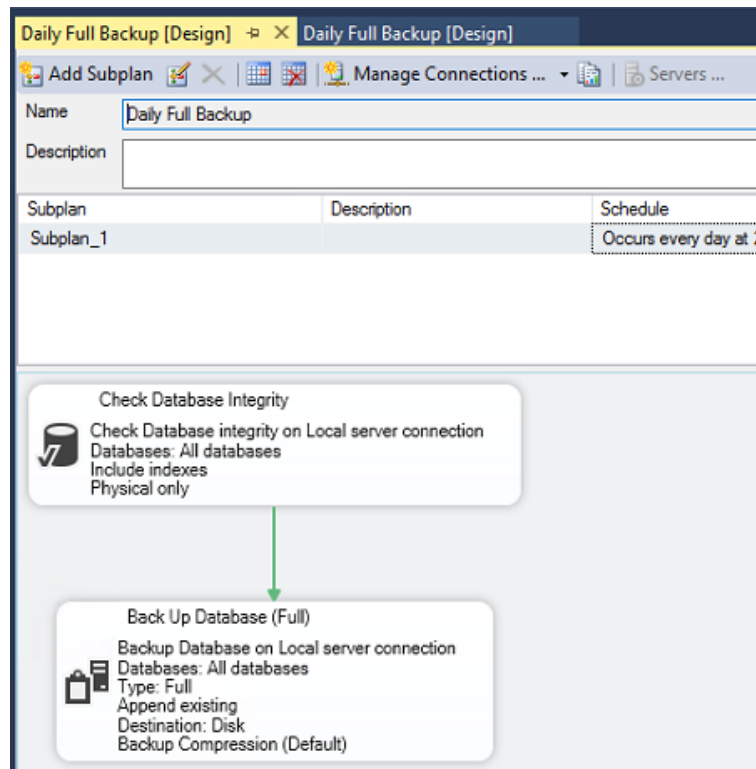 Daily Full Backup [Design]
Daily Full Backup [Design]
Add Subplan
Manage Connections ...
Servers ...
Name
Daily Full Backup
Description
Subplan
Description
Schedule
Subplan_1
Occurs every day at
Check Database Integrity
Check Database integrity on Local server connection
Databases: All databases
Include indexes
Physical only
Back Up Database (Full)
Backup Database on Local server connection
Databases: All databases
Type: Full
Append existing
Destination: Disk
Backup Compression (Default)